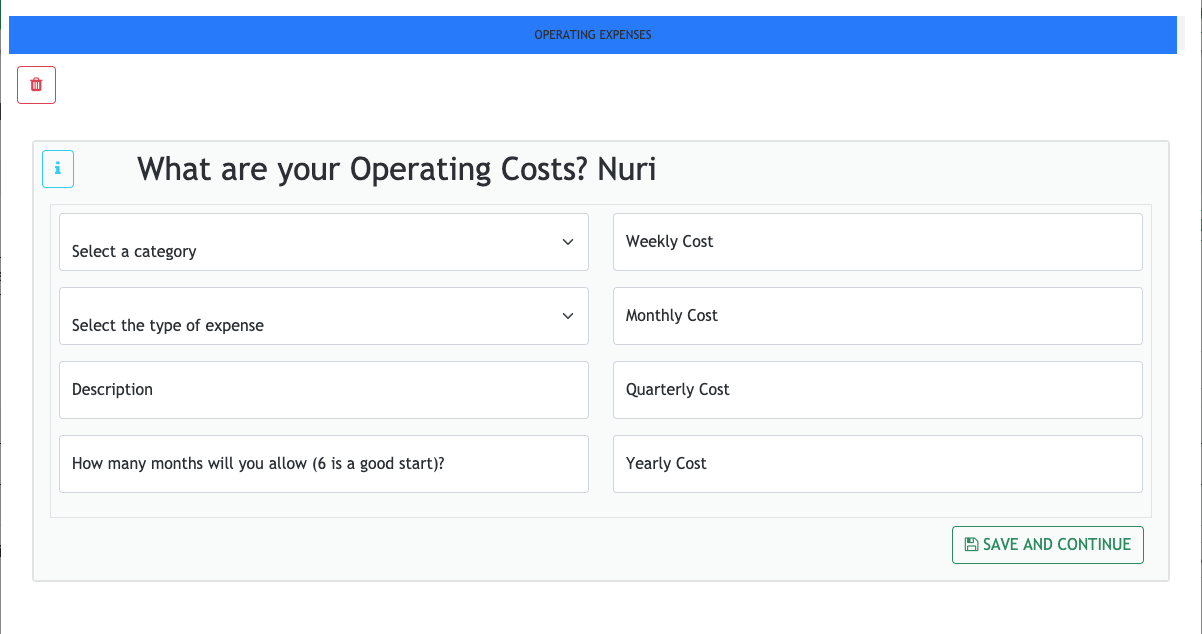 OPERATING EXPENSES
What are your Operating Costs? Nuri
Select a category
Weekly Cost
Select the type of expense
Monthly Cost
Description
Quarterly Cost
How many months will you allow (6 is a good start)?
Yearly Cost
SAVE AND CONTINUE